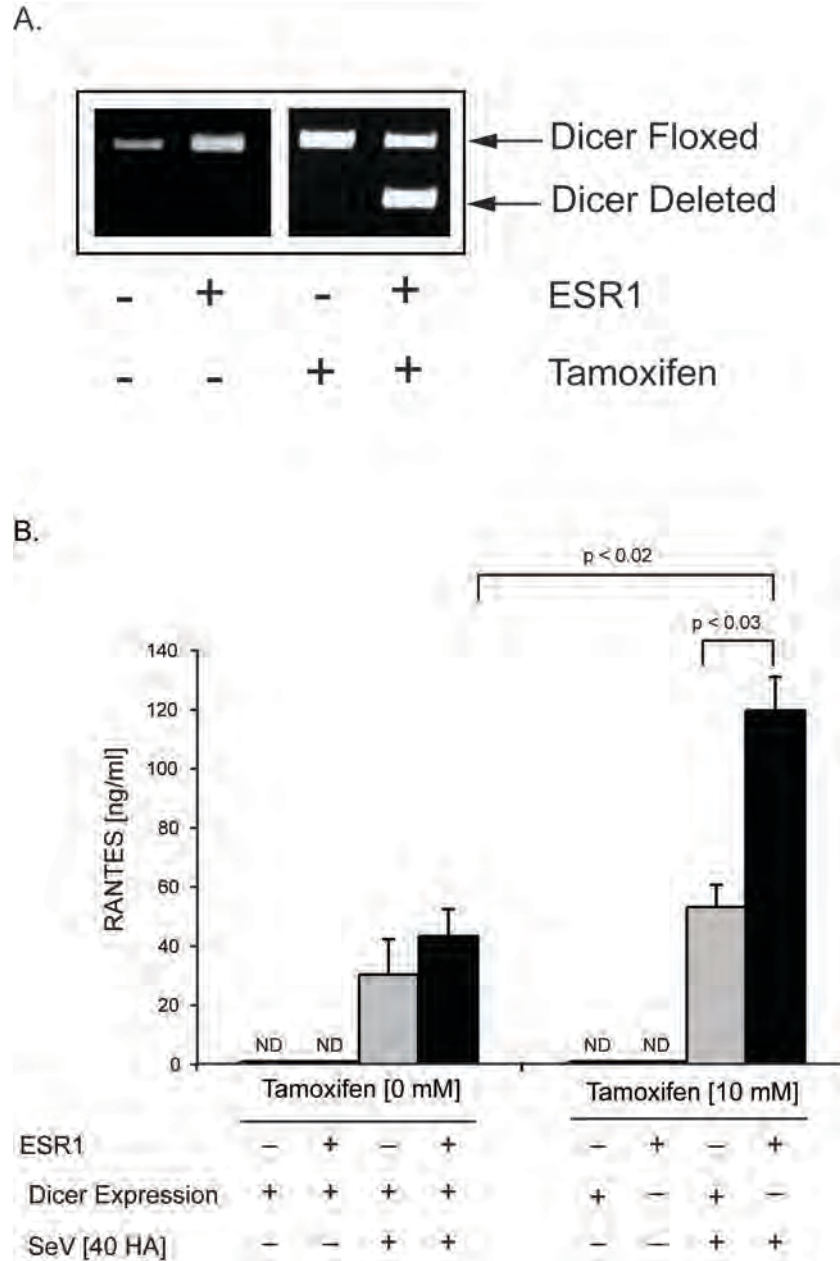 A.
Dicer Floxed
Dicer Deleted
- + - + ESR1
- - + + Tamoxifen
B.
p < 0.02
p < 0.03
140
120
100
80
60
40
20
0
RANTES [ng/ml]
ND ND ND ND
Tamoxifen [0 mM] Tamoxifen [10 mM]
ESR1 – + – + – + – +
Dicer Expression + + + + + – + –
SeV [40 HA] – – + + – – + +